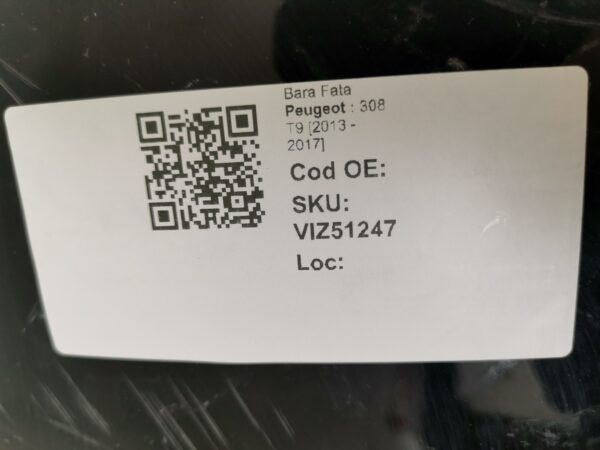 Bara Fata
Peugeot : 308
T9 [2013 -
2017]
Cod OE:
SKU:
VIZ51247
Loc: